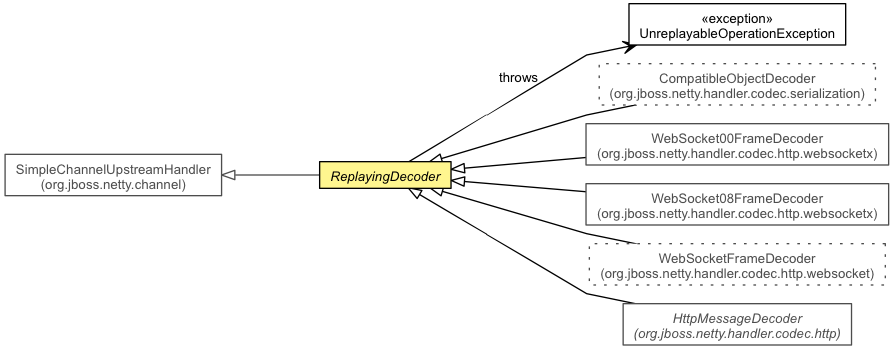 «exception»
UnreplayableOperationException
throws
CompatibleObjectDecoder
(org.jboss.netty.handler.codec.serialization)
WebSocket00FrameDecoder
(org.jboss.netty.handler.codec.http.websocketx)
SimpleChannelUpstreamHandler
(org.jboss.netty.channel)
ReplayingDecoder
WebSocket08FrameDecoder
(org.jboss.netty.handler.codec.http.websocketx)
WebSocketFrameDecoder
(org.jboss.netty.handler.codec.http.websocket)
HttpMessageDecoder
(org.jboss.netty.handler.codec.http)